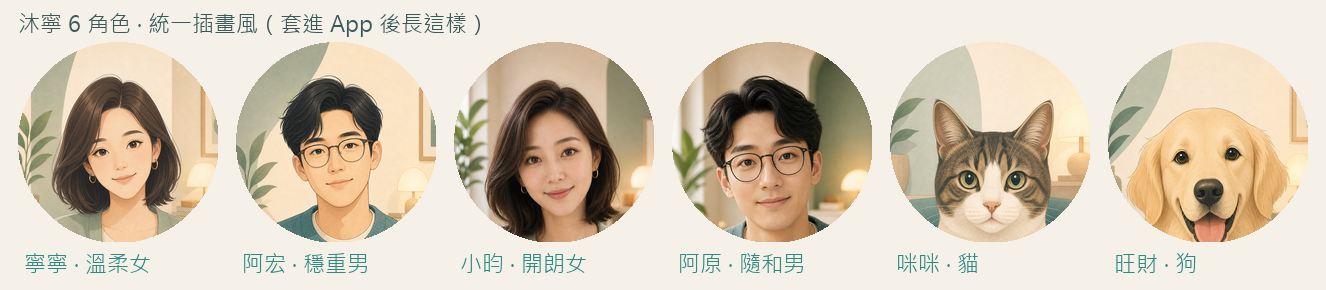 沐寧 6 角色 · 統一插畫風 ( 套進 App 後長這樣 )
寧寧 · 溫柔女
阿宏 · 穩重男
小昀 · 開朗女
阿原 · 隨和男
咪咪 · 貓
旺財 · 狗